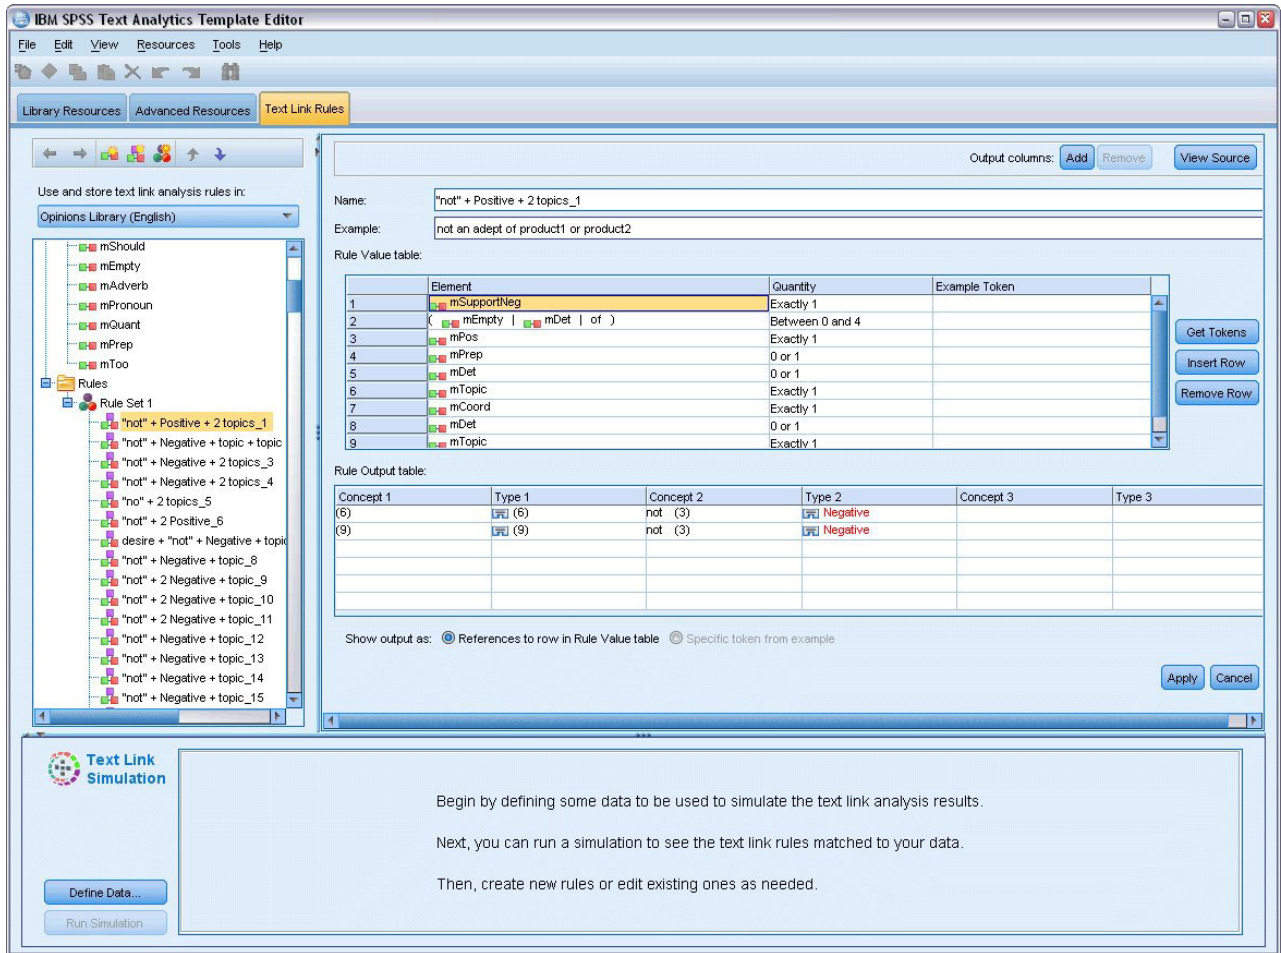 IBM SPSS Text Analytics Template Editor
File Edit View Resources Tools Help
Library Resources Advanced Resources Text Link Rules
Output columns: Add Remove View Source
Use and store text link analysis rules in:
Opinions Library (English)
mShould
mEmpty
mAdverb
mPronoun
mQuant
mPrep
mToo
Rules
Rule Set 1
"not" + Positive + 2 topics_1
"not" + Negative + topic + topic
"not" + Negative + 2 topics_3
"not" + Negative + 2 topics_4
"no" + 2 topics_5
"not" + 2 Positive_6
desire + "not" + Negative + topic
"not" + Negative + topic_8
"not" + 2 Negative + topic_9
"not" + 2 Negative + topic_10
"not" + 2 Negative + topic_11
"not" + Negative + topic_12
"not" + Negative + topic_13
"not" + Negative + topic_14
"not" + Negative + topic_15
Name: "not" + Positive + 2 topics_1
Example: not an adept of product1 or product2
Rule Value table:
Element Quantity Example Token
1 mSupportNeg Exactly 1
2 ( mEmpty | mDet | of ) Between 0 and 4
3 mPos Exactly 1
4 mPrep 0 or 1
5 mDet 0 or 1
6 mTopic Exactly 1
7 mCoord Exactly 1
8 mDet 0 or 1
9 mTopic Exactly 1
Get Tokens
Insert Row
Remove Row
Rule Output table:
Concept 1 Type 1 Concept 2 Type 2 Concept 3 Type 3
(6) (6) not (3) Negative
(9) (9) not (3) Negative
Show output as: References to row in Rule Value table Specific token from example
Apply Cancel
Text Link
Simulation
Begin by defining some data to be used to simulate the text link analysis results.
Next, you can run a simulation to see the text link rules matched to your data.
Then, create new rules or edit existing ones as needed.
Define Data...
Run Simulation